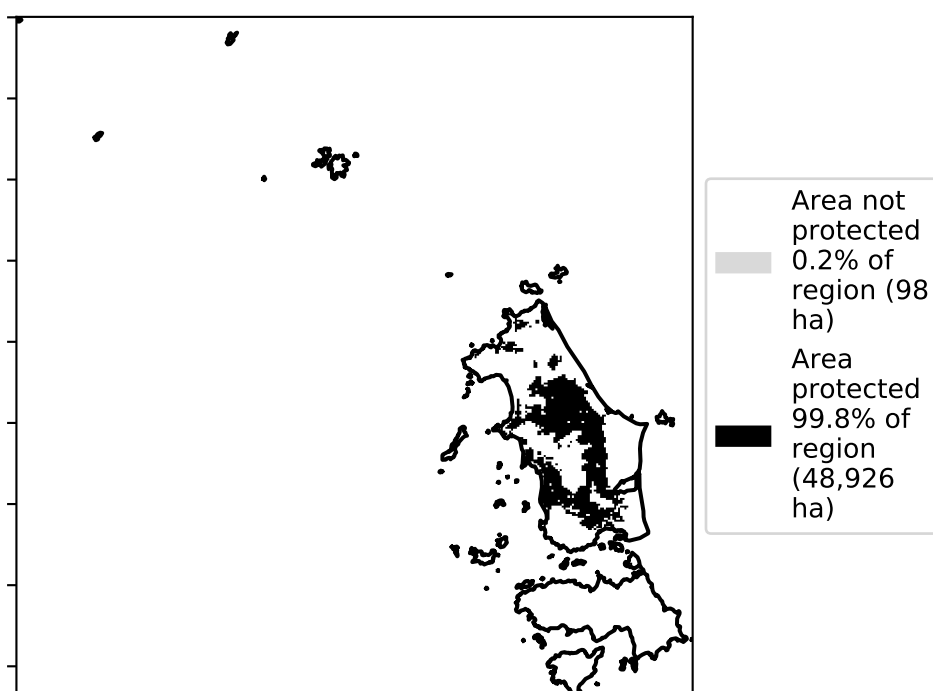 Area not
protected
0.2% of
region (98
ha)
Area
protected
99.8% of
region
(48,926
ha)